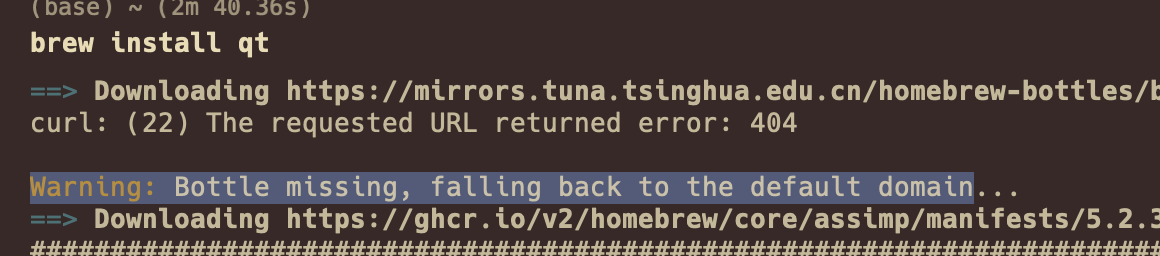 (base) ~ (2m 40.36s)
brew install qt
==> Downloading https://mirrors.tuna.tsinghua.edu.cn/homebrew-bottles/b
curl: (22) The requested URL returned error: 404
Warning: Bottle missing, falling back to the default domain...
==> Downloading https://ghcr.io/v2/homebrew/core/assimp/manifests/5.2.3
########################################################################